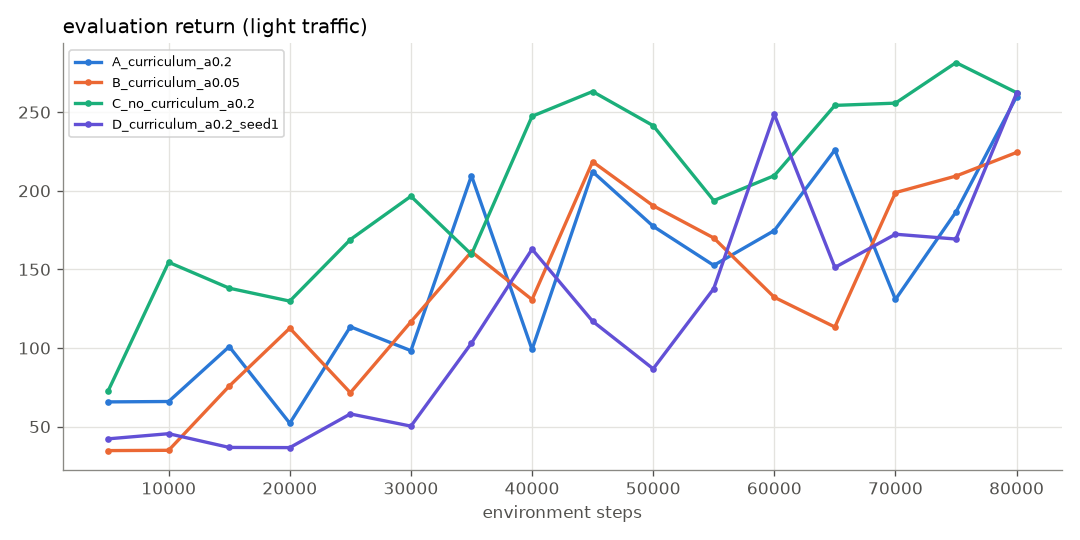 evaluation return (light traffic)
A_curriculum_a0.2
B_curriculum_a0.05
C_no_curriculum_a0.2
D_curriculum_a0.2_seed1
250
200
150
100
50
10000 20000 30000 40000 50000 60000 70000 80000
environment steps